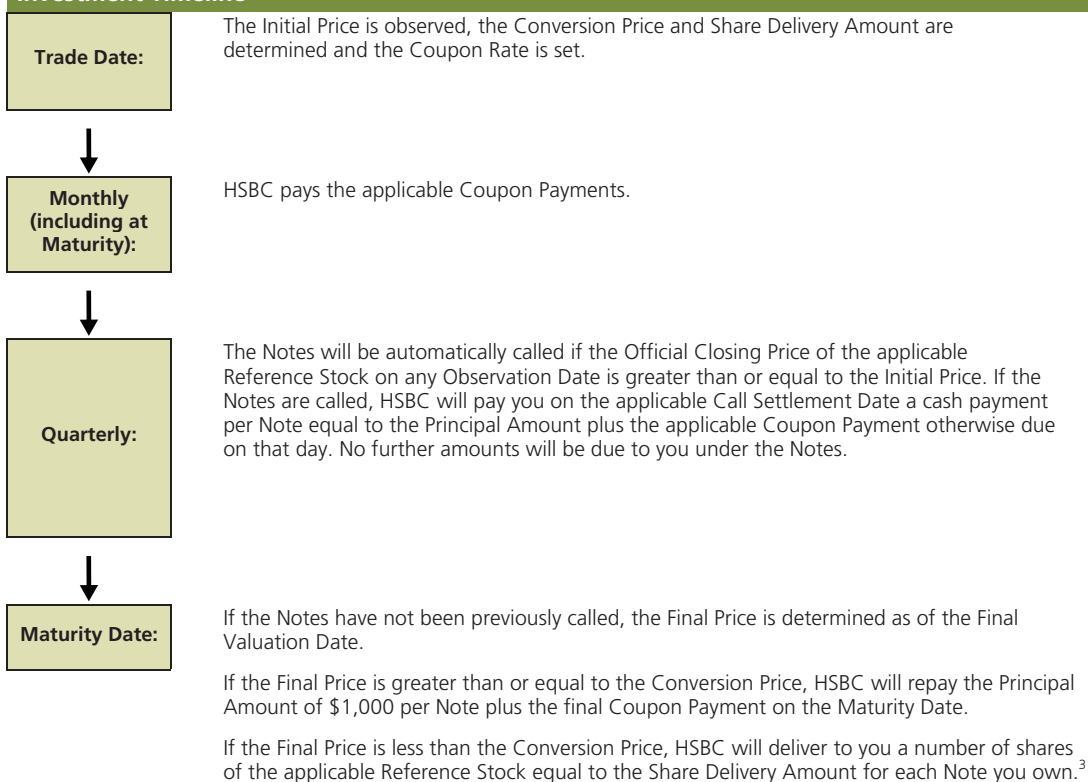 Trade Date:
The Initial Price is observed, the Conversion Price and Share Delivery Amount are
determined and the Coupon Rate is set.
Monthly
(including at
Maturity):
HSBC pays the applicable Coupon Payments.
Quarterly:
The Notes will be automatically called if the Official Closing Price of the applicable
Reference Stock on any Observation Date is greater than or equal to the Initial Price. If the
Notes are called, HSBC will pay you on the applicable Call Settlement Date a cash payment
per Note equal to the Principal Amount plus the applicable Coupon Payment otherwise due
on that day. No further amounts will be due to you under the Notes.
Maturity Date:
If the Notes have not been previously called, the Final Price is determined as of the Final
Valuation Date.
If the Final Price is greater than or equal to the Conversion Price, HSBC will repay the Principal
Amount of $1,000 per Note plus the final Coupon Payment on the Maturity Date.
If the Final Price is less than the Conversion Price, HSBC will deliver to you a number of shares
of the applicable Reference Stock equal to the Share Delivery Amount for each Note you own.³